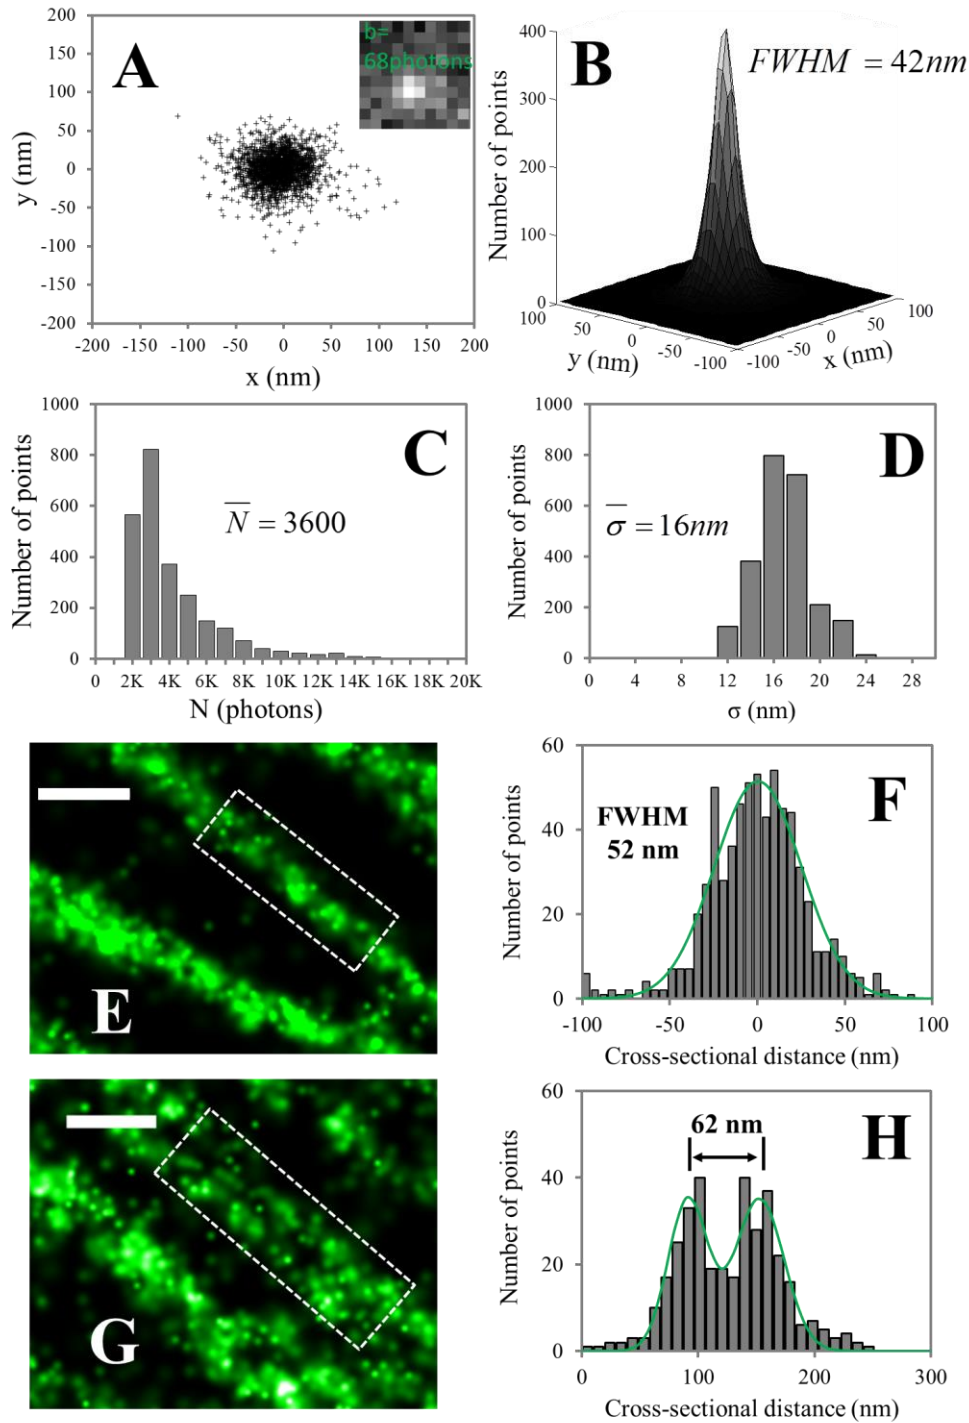 A
b=
68photons
200
150
100
50
0
-50
-100
-150
-200
y (nm)
-200 -150 -100 -50 0 50 100 150 200
x (nm)
B
FWHM = 42nm
400
300
200
100
0
Number of points
100 50 0 -50 -100
y (nm)
-100 -50 0 50 100
x (nm)
C
N = 3600
1000
800
600
400
200
0
Number of points
0 2K 4K 6K 8K 10K 12K 14K 16K 18K 20K
N (photons)
D
σ = 16nm
1000
800
600
400
200
0
Number of points
0 4 8 12 16 20 24 28
σ (nm)
E
F
FWHM
52 nm
60
40
20
0
Number of points
-100 -50 0 50 100
Cross-sectional distance (nm)
G
H
62 nm
60
40
20
0
Number of points
0 100 200 300
Cross-sectional distance (nm)